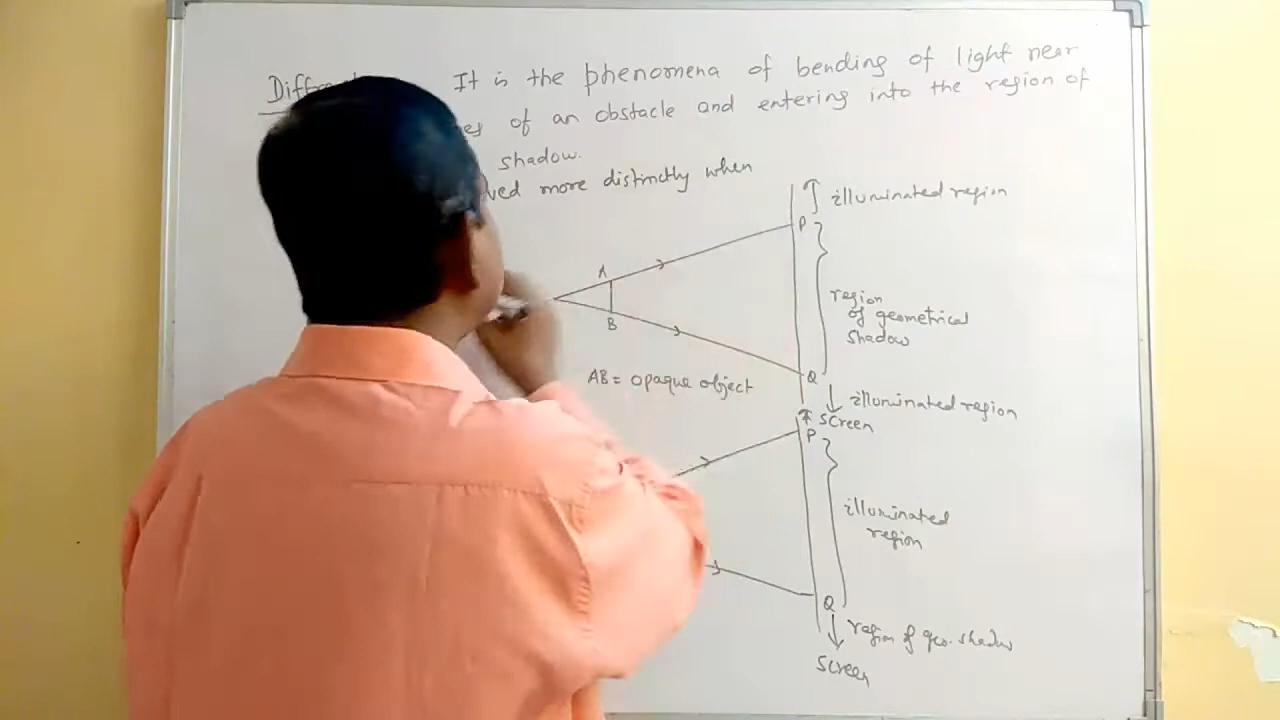 It is the phenomena of bending of light near
of an obstacle and entering into the region of
shadow.
more distinctly when
↑ illuminated region
P
A
region
of geometrical
shadow
B
Q
AB = opaque object
↓ illuminated region
↑ screen
P
illuminated
region
Q
↓ region of geo. shadow
screen